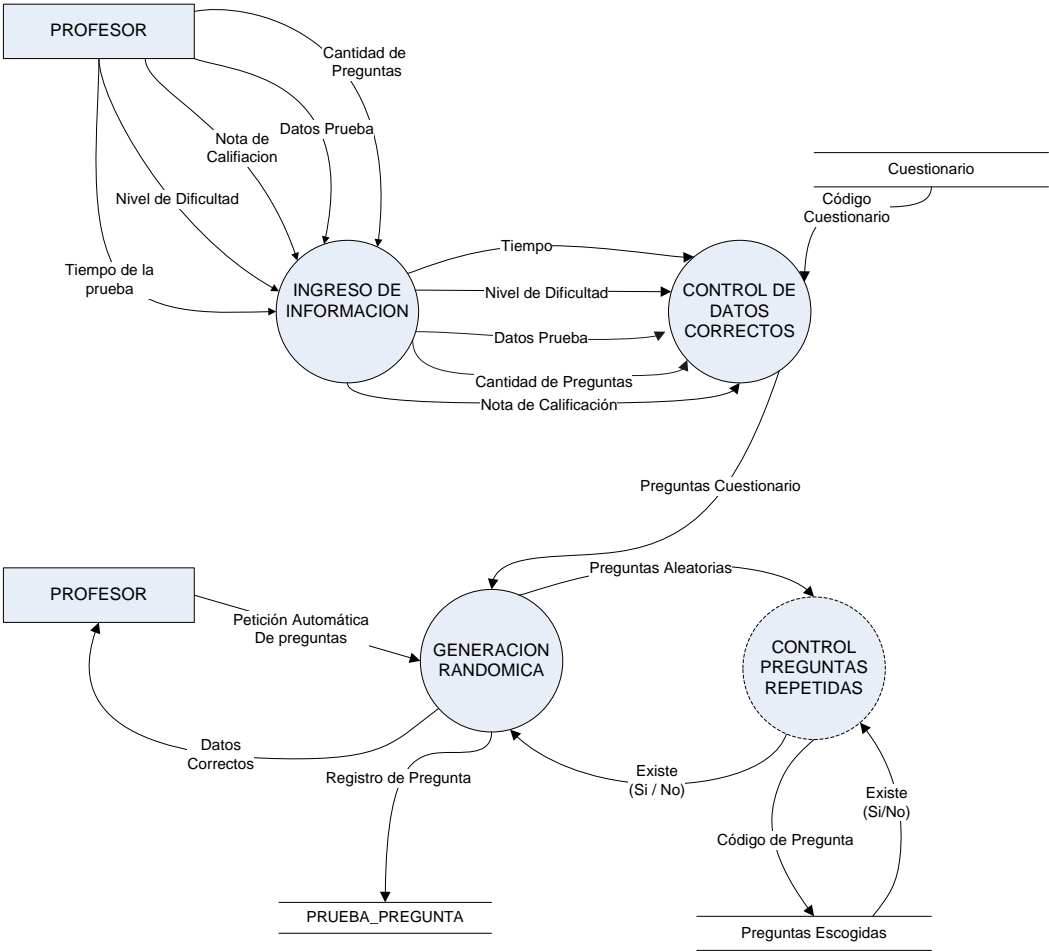 PROFESOR
Cantidad de
Preguntas
Datos Prueba
Nota de
Califiacion
Nivel de Dificultad
Tiempo de la
prueba
INGRESO DE
INFORMACION
Cuestionario
Código
Cuestionario
Tiempo
Nivel de Dificultad
Datos Prueba
Cantidad de Preguntas
Nota de Calificación
CONTROL DE
DATOS
CORRECTOS
Preguntas Cuestionario
PROFESOR
Petición Automática
De preguntas
GENERACION
RANDOMICA
Preguntas Aleatorias
CONTROL
PREGUNTAS
REPETIDAS
Datos
Correctos
Registro de Pregunta
Existe
(Si / No)
Existe
(Si/No)
Código de Pregunta
PRUEBA_PREGUNTA
Preguntas Escogidas